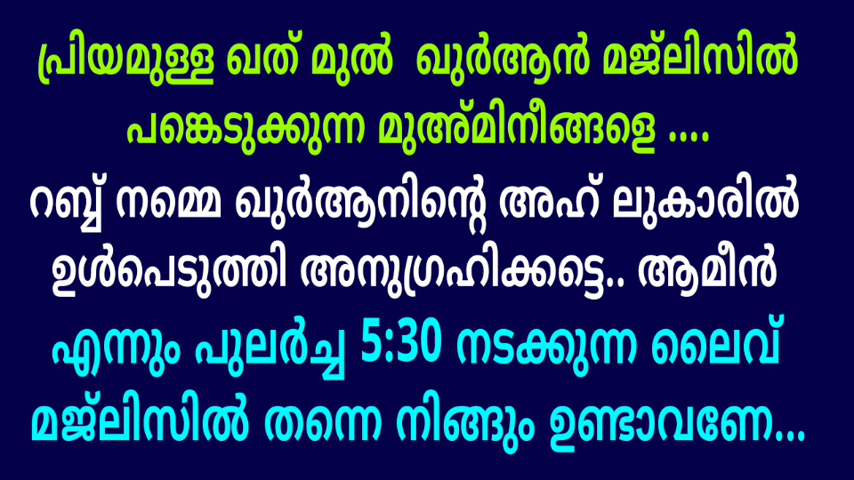 പ്രിയമുള്ള ഖത് മുൽ ഖുർആൻ മജ്ലിസിൽ
പങ്കെടുക്കുന്ന മുഅ്മിനീങ്ങളെ ....
റബ്ബ് നമ്മെ ഖുർആനിന്റെ അഹ് ലുകാരിൽ
ഉൾപെടുത്തി അനുഗ്രഹിക്കട്ടെ.. ആമീൻ
എന്നും പുലർച്ച 5:30 നടക്കുന്ന ലൈവ്
മജ്ലിസിൽ തന്നെ നിങ്ങും ഉണ്ടാവണേ...